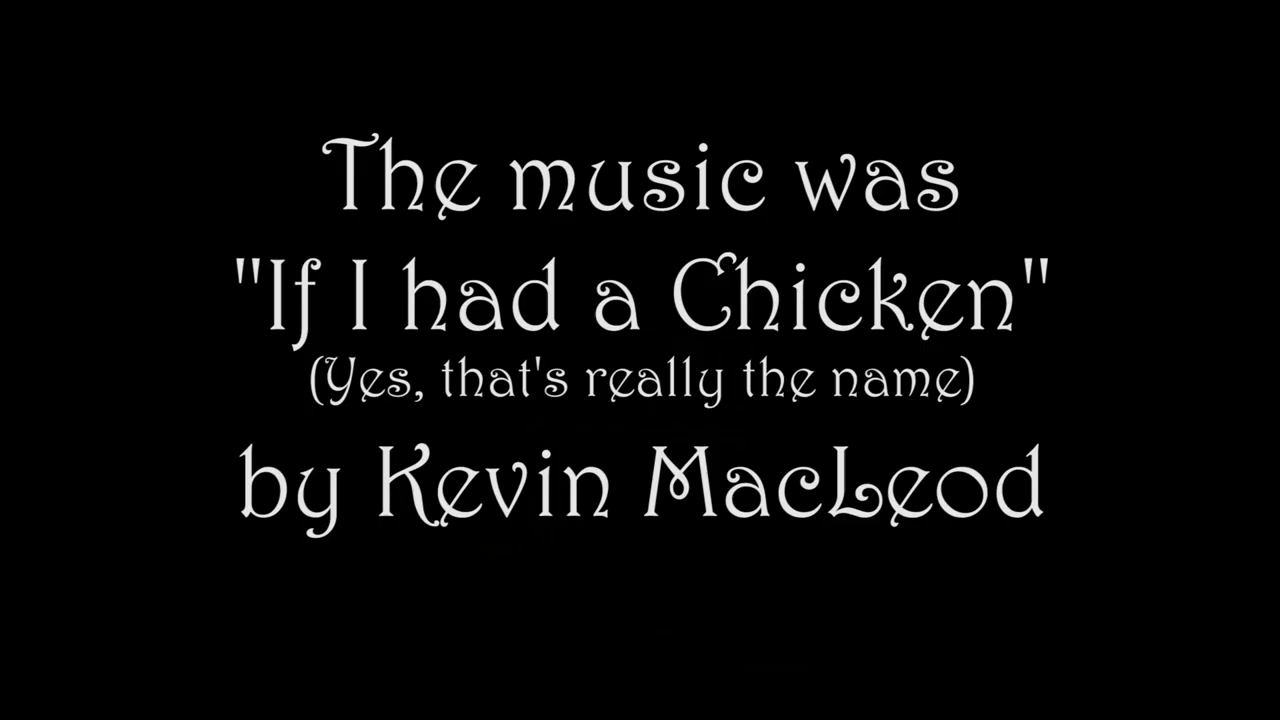 The music was
"If I had a Chicken"
(Yes, that's really the name)
by Kevin MacLeod